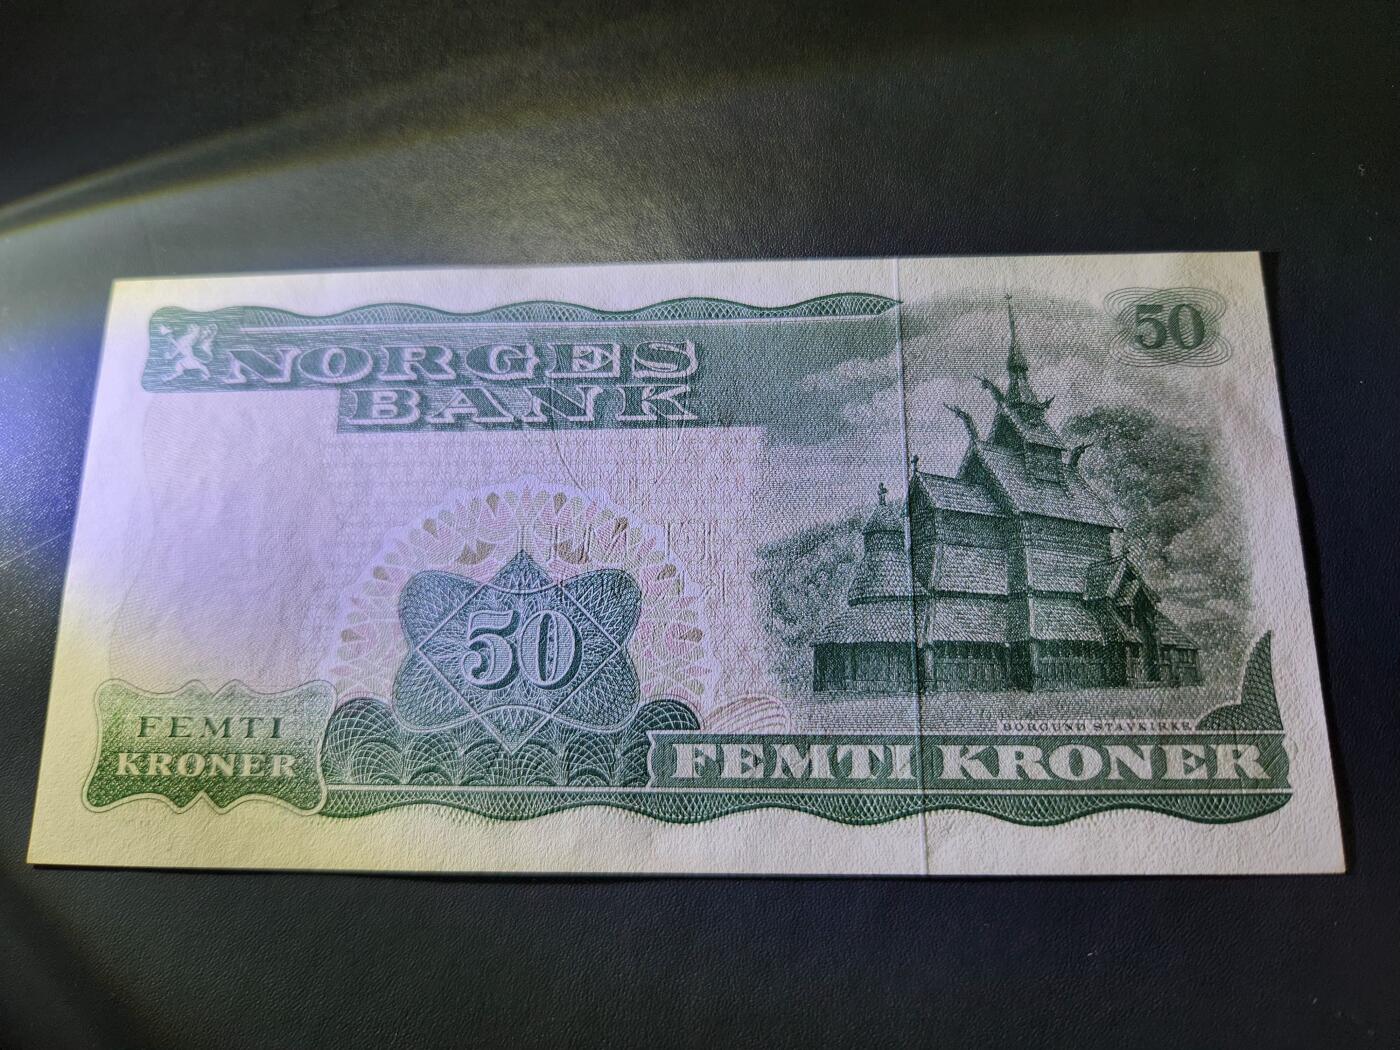 NORGES
BANK
50
50
BORGUND STAVKIRKE
FEMTI
KRONER
FEMTI KRONER